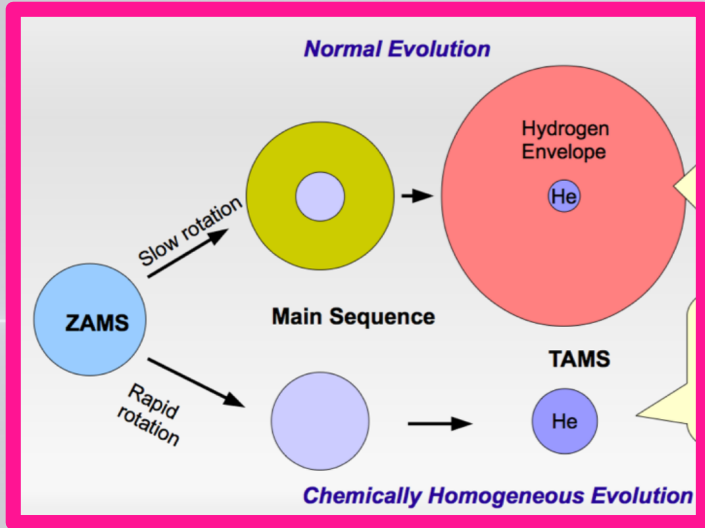 Normal Evolution
Hydrogen
Envelope
He
Slow rotation
ZAMS
Main Sequence
TAMS
Rapid
rotation
He
Chemically Homogeneous Evolution